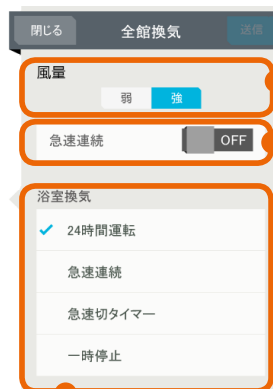 閉じる 全館換気 送信
風量
弱 強
急速連続 OFF
浴室換気
24時間運転
急速連続
急速切タイマー
一時停止